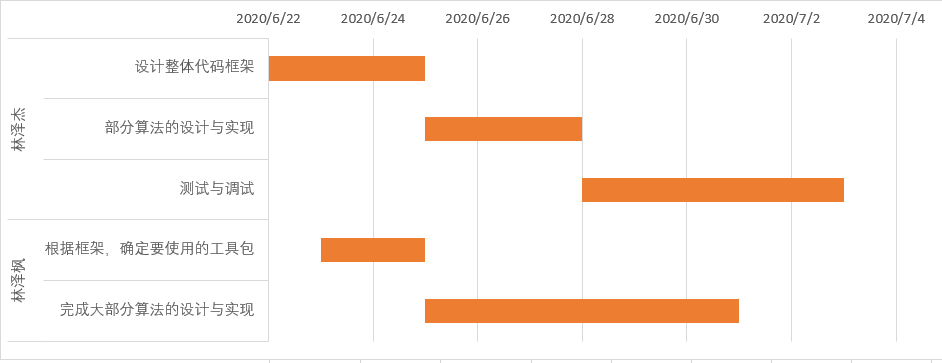 2020/6/22 2020/6/24 2020/6/26 2020/6/28 2020/6/30 2020/7/2 2020/7/4
林泽杰
设计整体代码框架
部分算法的设计与实现
测试与调试
林泽枫
根据框架，确定要使用的工具包
完成大部分算法的设计与实现